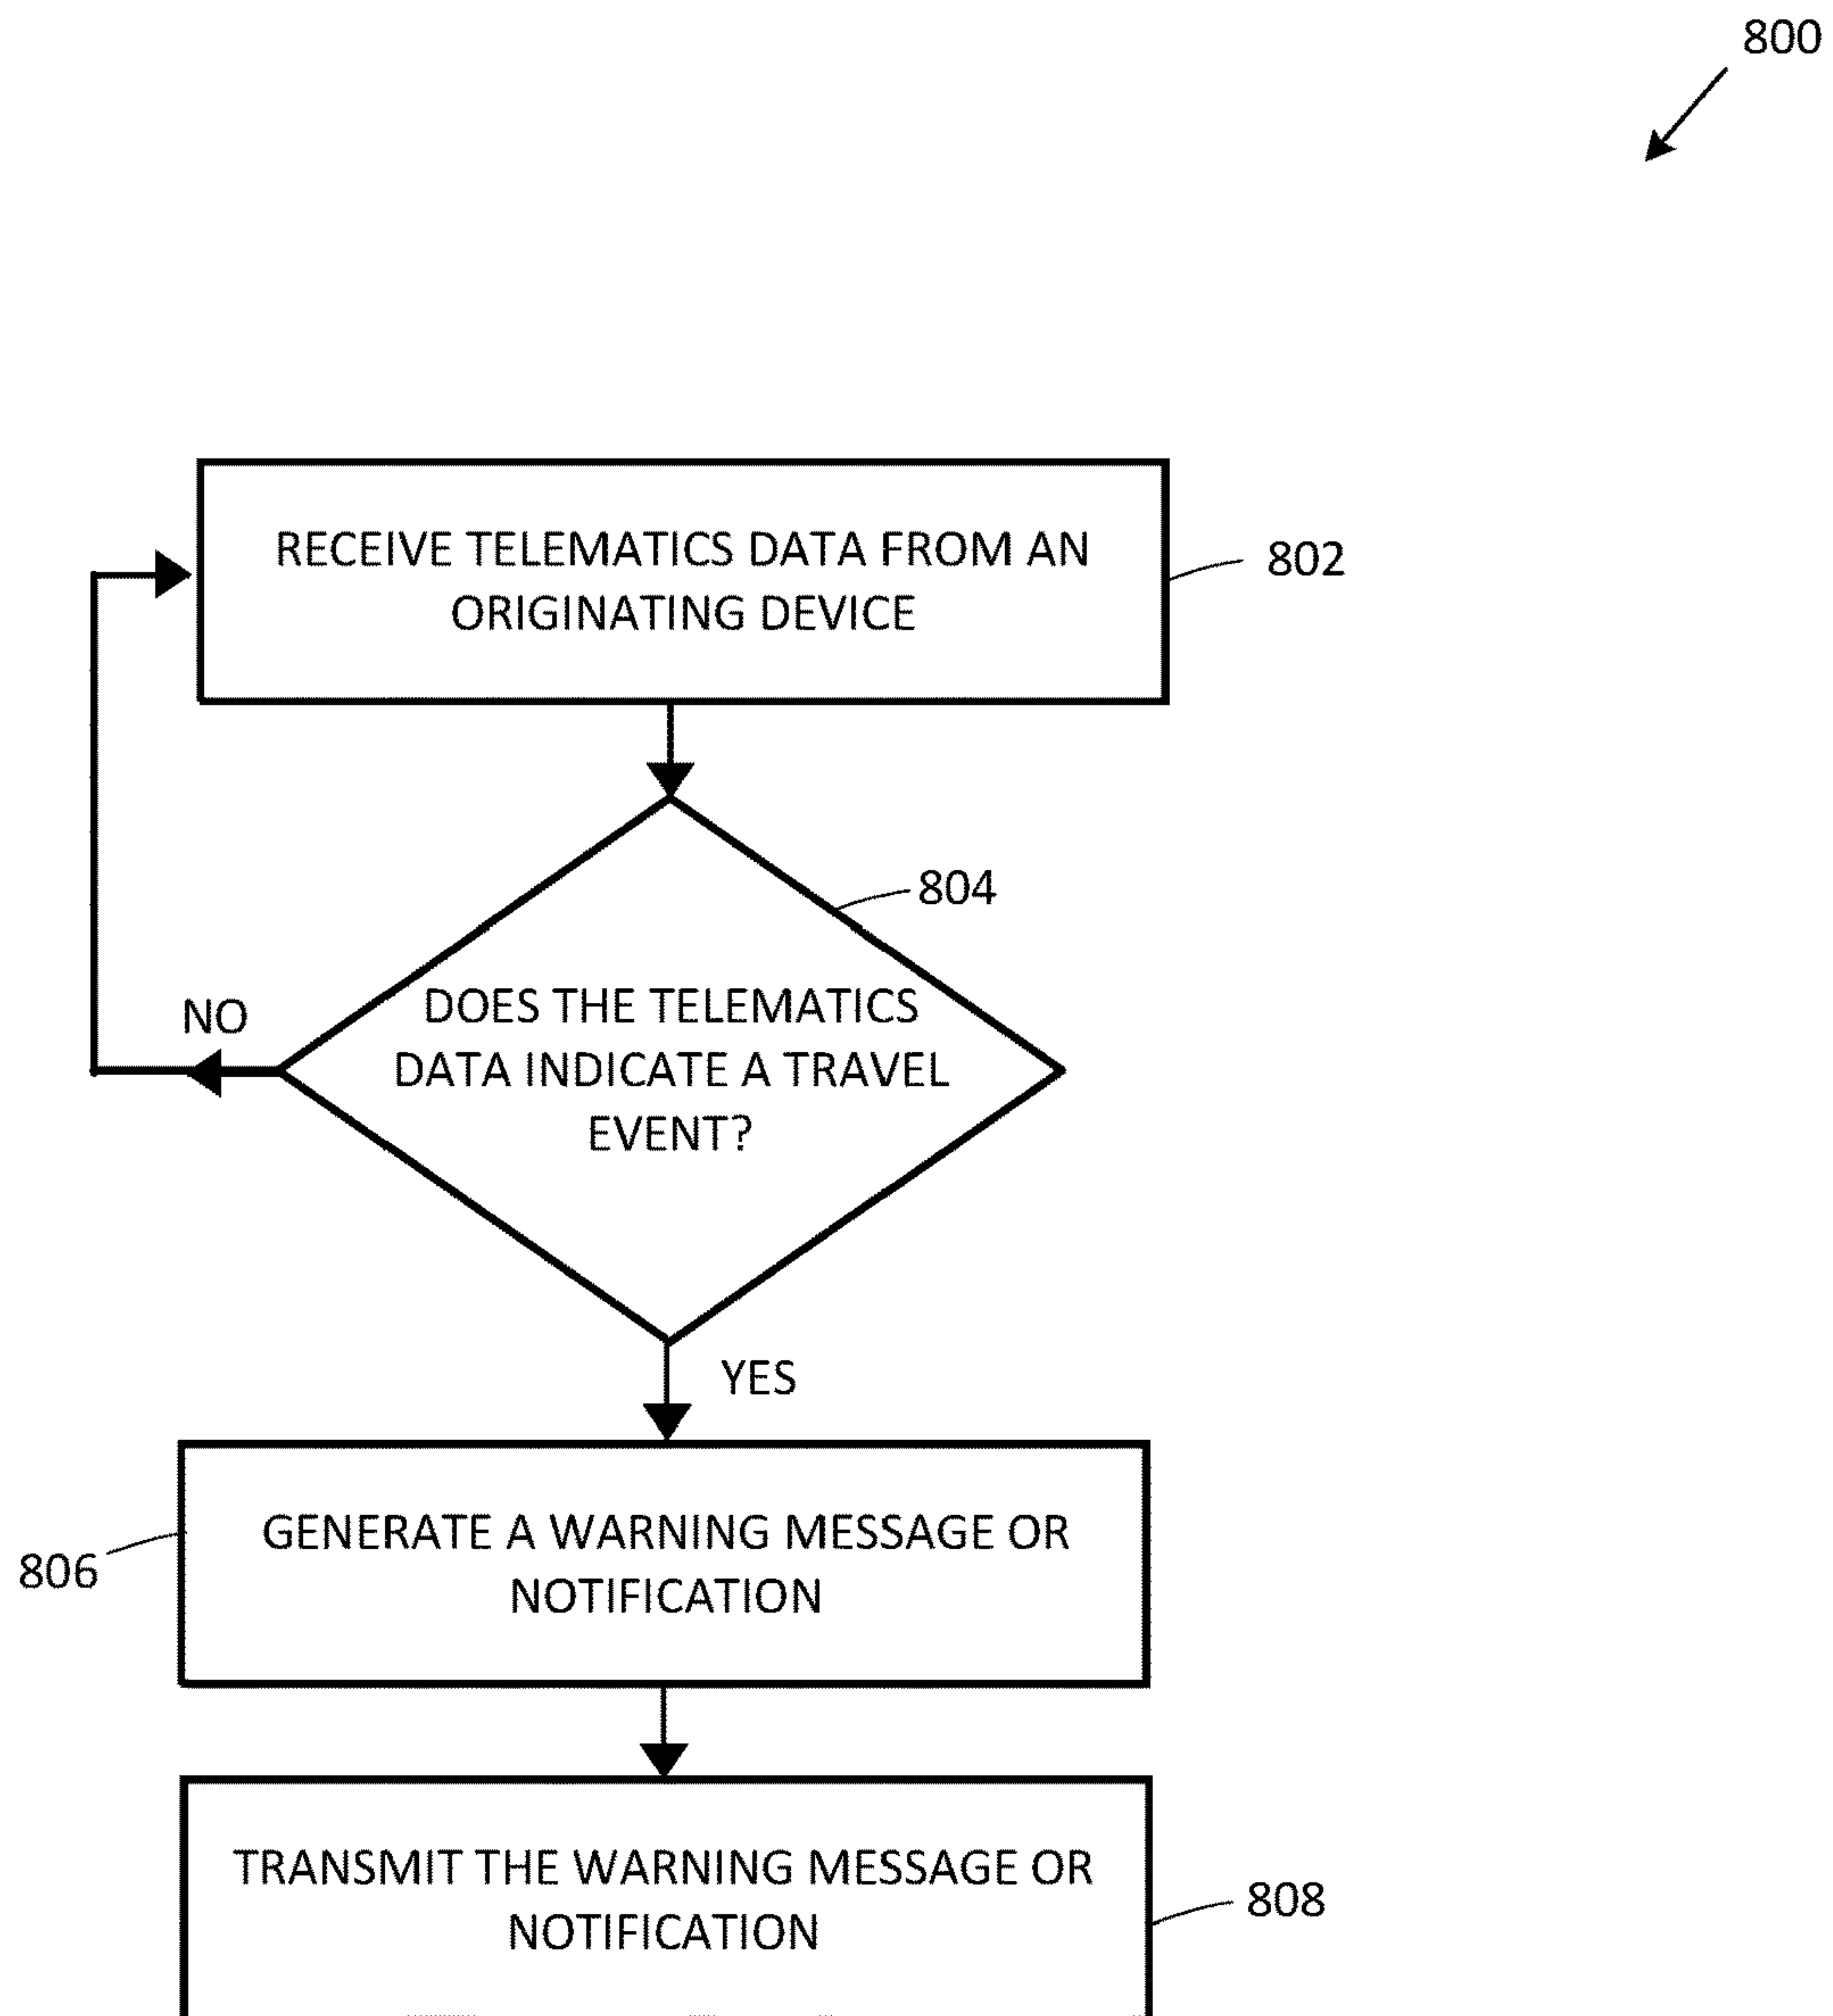 800
RECEIVE TELEMATICS DATA FROM AN
ORIGINATING DEVICE
802
804
DOES THE TELEMATICS
DATA INDICATE A TRAVEL
EVENT?
NO
YES
GENERATE A WARNING MESSAGE OR
NOTIFICATION
806
TRANSMIT THE WARNING MESSAGE OR
NOTIFICATION
808